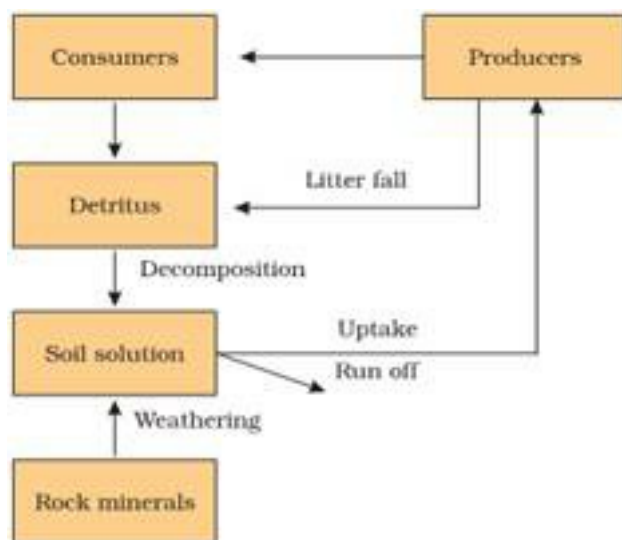 Consumers
Producers
Litter fall
Detritus
Decomposition
Uptake
Soil solution
Run off
Weathering
Rock minerals